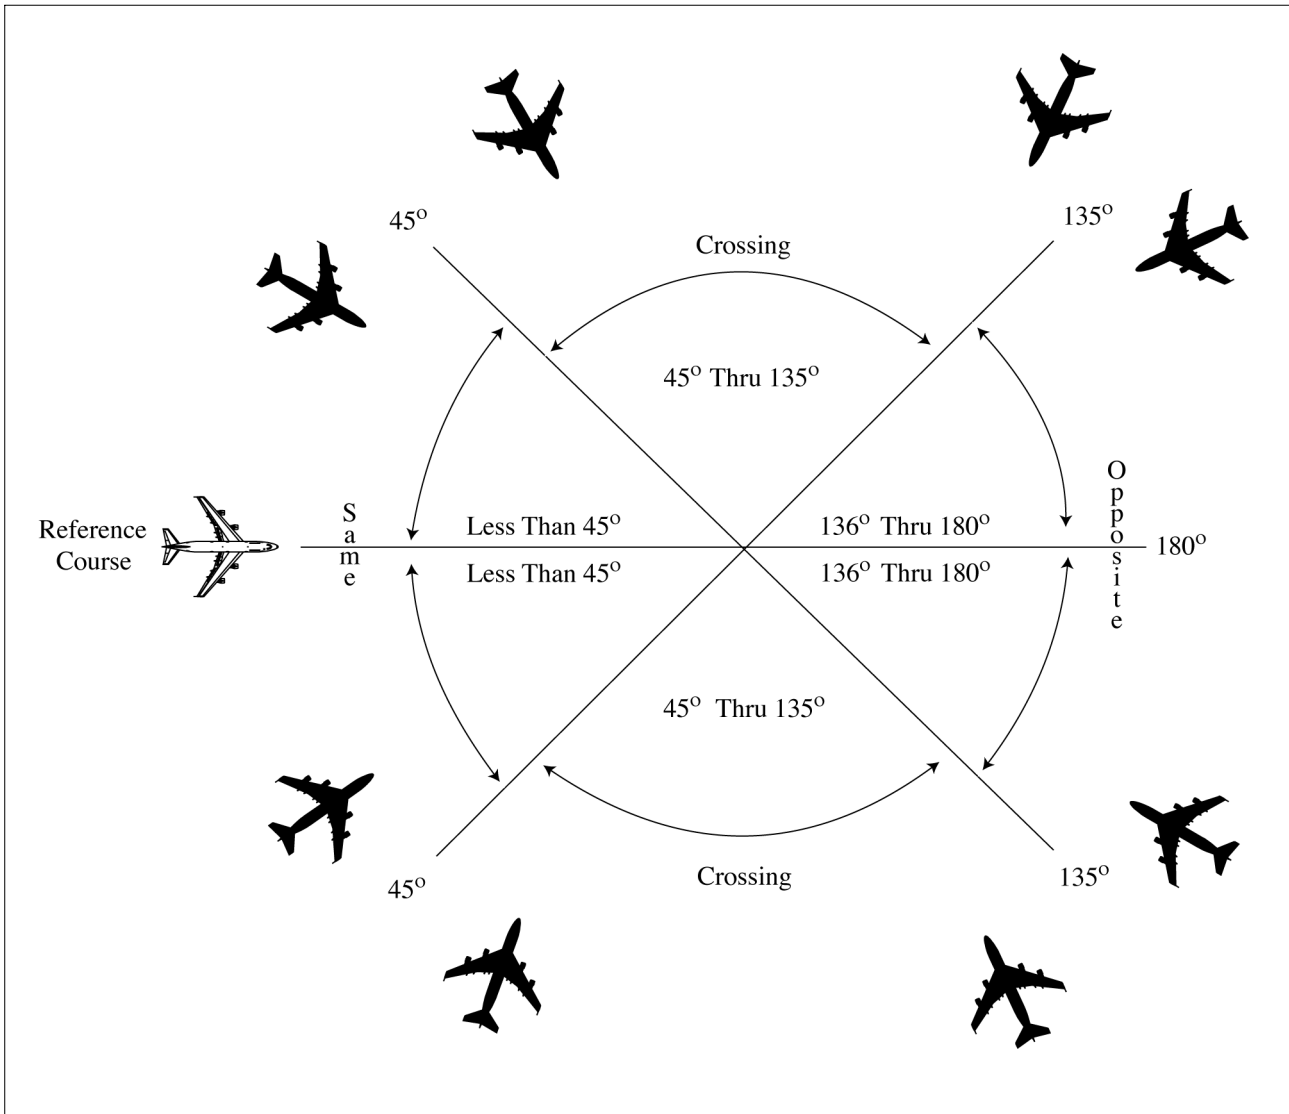 45°
135°
Crossing
45° Thru 135°
Reference
Course
Same
Less Than 45°
136° Thru 180°
Opposite
180°
Less Than 45°
136° Thru 180°
45° Thru 135°
Crossing
45°
135°